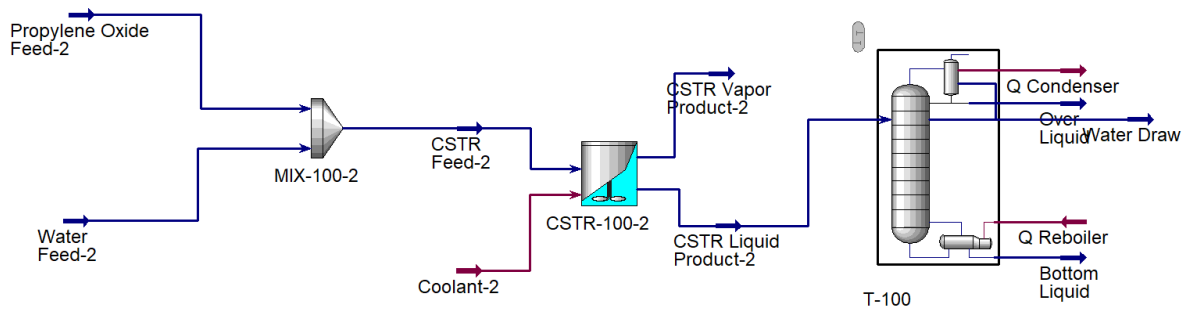 Propylene Oxide
Feed-2
Water
Feed-2
MIX-100-2
CSTR
Feed-2
Coolant-2
CSTR-100-2
CSTR Vapor
Product-2
CSTR Liquid
Product-2
T-100
Q Condenser
Over
Liquid
Water Draw
Q Reboiler
Bottom
Liquid